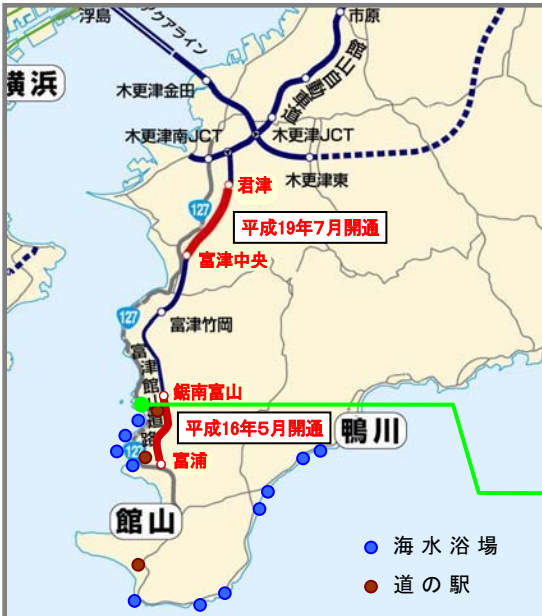 浮島
アクアライン
市原
横浜
館山自動車道
木更津金田
木更津南JCT
木更津JCT
木更津東
君津
127
平成19年7月開通
富津中央
127
富津竹岡
富津館山道路
鋸南富山
平成16年5月開通
鴨川
127
富浦
館山
海水浴場
道の駅